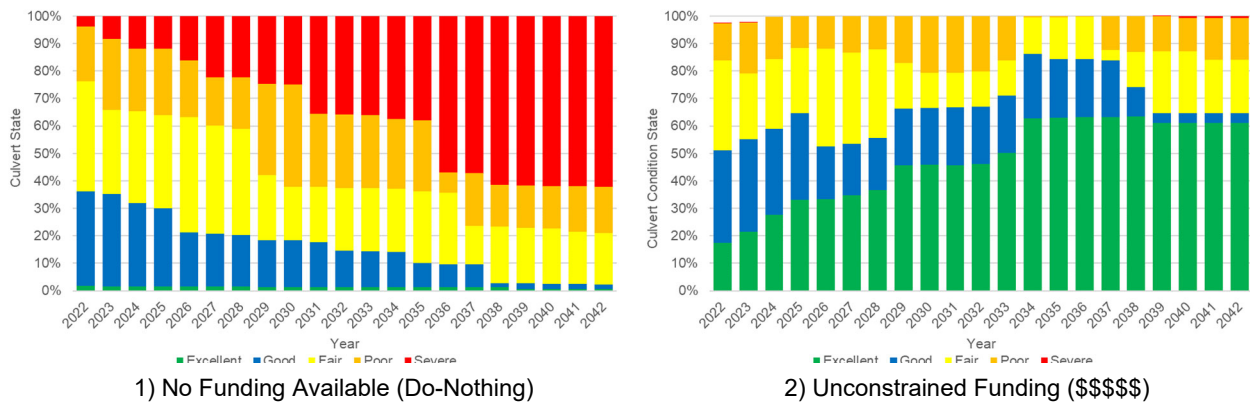 100%
90%
80%
70%
60%
50%
40%
30%
20%
10%
0%
Culvert State
2022 2023 2024 2025 2026 2027 2028 2029 2030 2031 2032 2033 2034 2035 2036 2037 2038 2039 2040 2041 2042
Year
Excellent Good Fair Poor Severe
1) No Funding Available (Do-Nothing)
100%
90%
80%
70%
60%
50%
40%
30%
20%
10%
0%
Culvert Condition State
2022 2023 2024 2025 2026 2027 2028 2029 2030 2031 2032 2033 2034 2035 2036 2037 2038 2039 2040 2041 2042
Year
Excellent Good Fair Poor Severe
2) Unconstrained Funding ($$$$$)